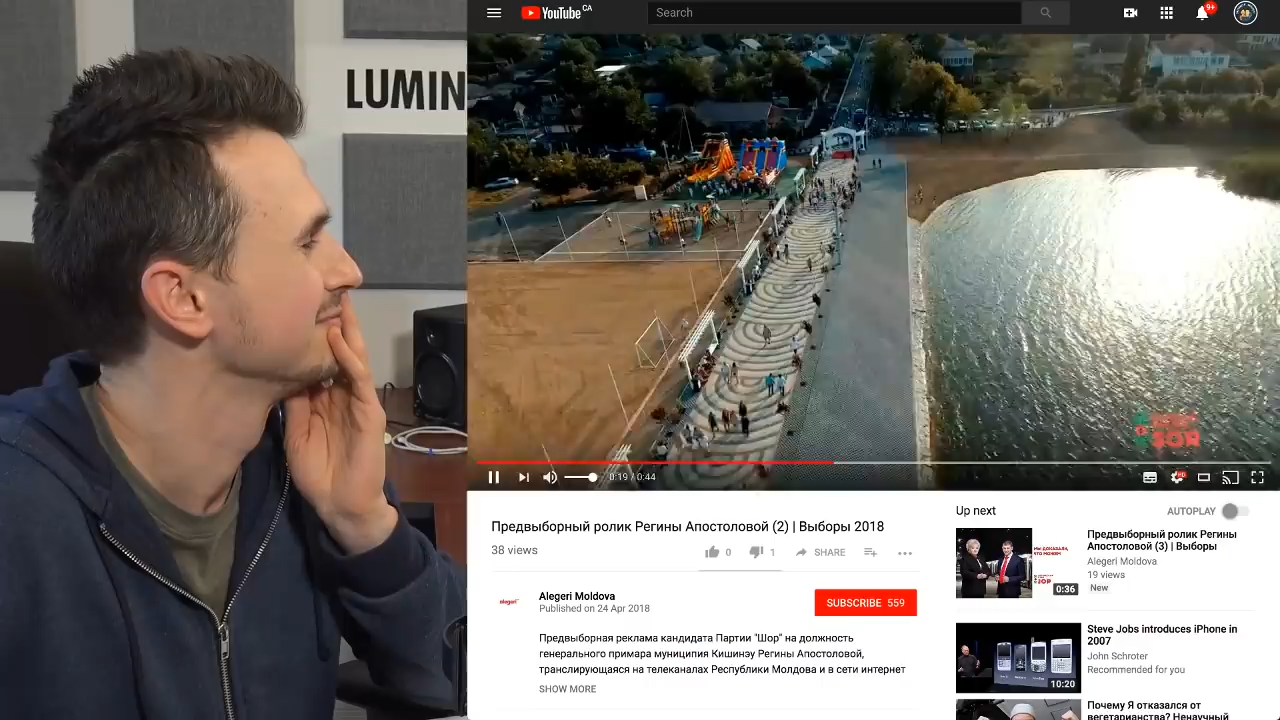 LUMIN
YouTube CA
Search
9+
ШОР
HD
0:19 / 0:44
Предвыборный ролик Регины Апостоловой (2) | Выборы 2018
38 views
0
1
SHARE
alegeri
Alegeri Moldova
Published on 24 Apr 2018
SUBSCRIBE 559
Предвыборная реклама кандидата Партии "Шор" на должность
генерального примара муниципия Кишинэу Регины Апостоловой,
транслирующаяся на телеканалах Республики Молдова и в сети интернет
SHOW MORE
Up next
AUTOPLAY
Предвыборный ролик Регины
Апостоловой (3) | Выборы
Alegeri Moldova
19 views
New
0:36
Steve Jobs introduces iPhone in
2007
John Schroter
Recommended for you
10:20
Почему Я отказался от
вегетарианства? Ненаучный